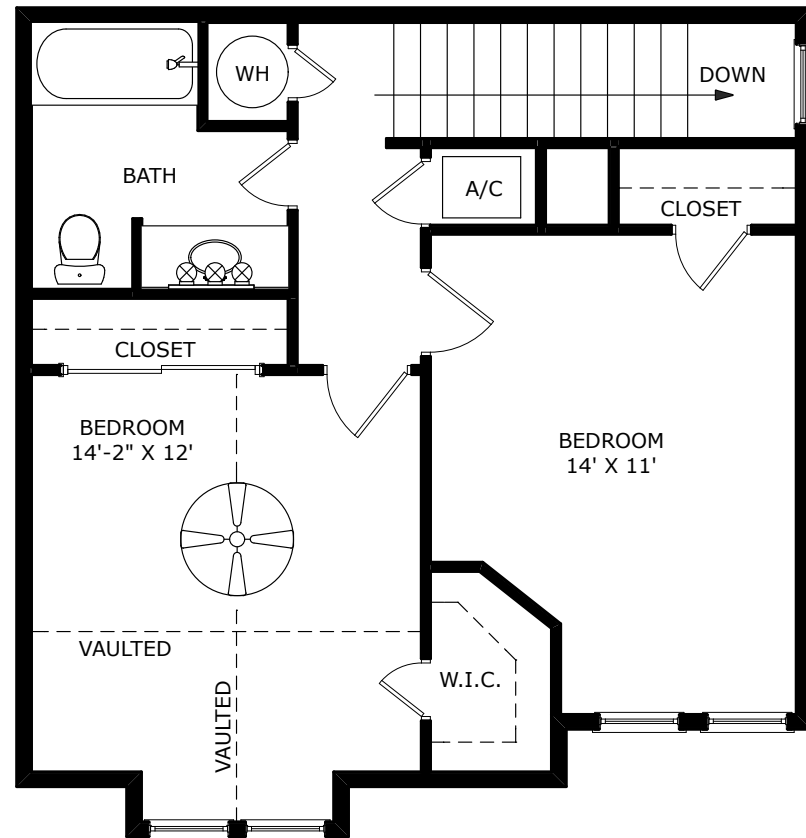 WH
DOWN
BATH
A/C
CLOSET
CLOSET
BEDROOM
14'-2" X 12'
BEDROOM
14' X 11'
VAULTED
W.I.C.
VAULTED